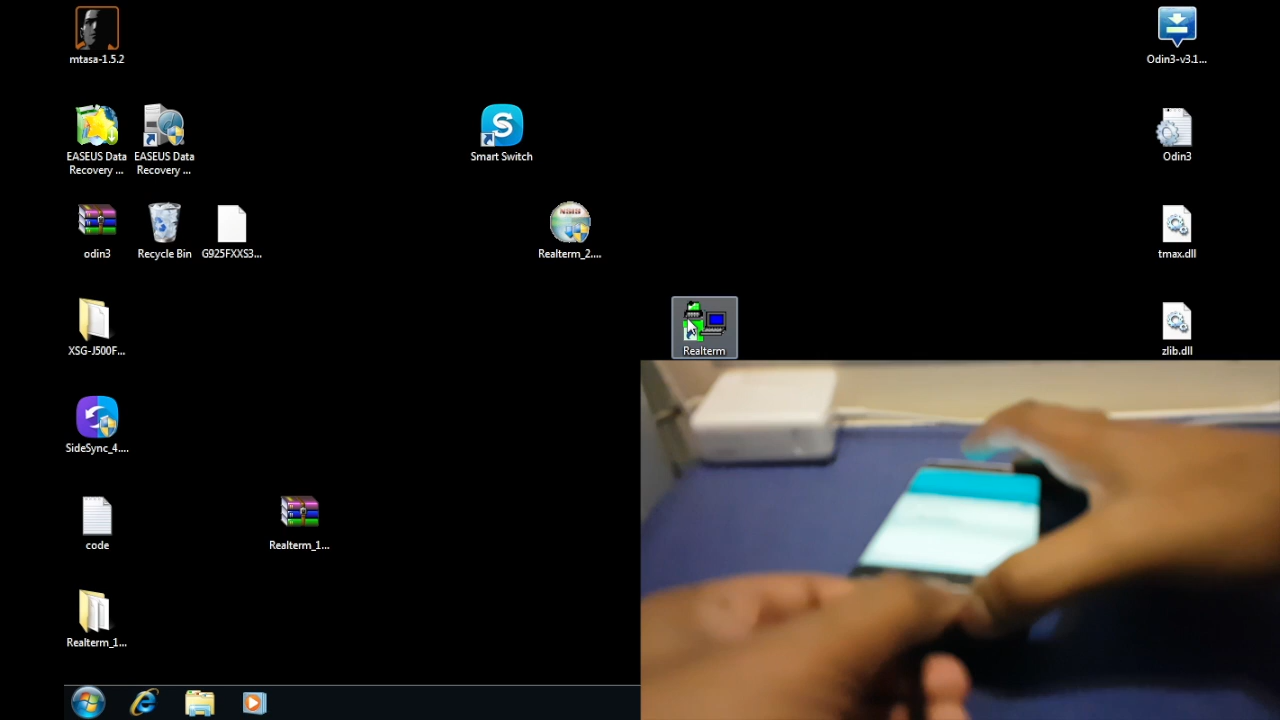 mtasa-1.5.2
Odin3-v3.1...
EASEUS Data
Recovery ...
EASEUS Data
Recovery ...
Smart Switch
Odin3
odin3
Recycle Bin
G925FXXS3...
Realterm_2....
tmax.dll
XSG-J500F...
Realterm
zlib.dll
SideSync_4....
code
Realterm_1...
Realterm_1...